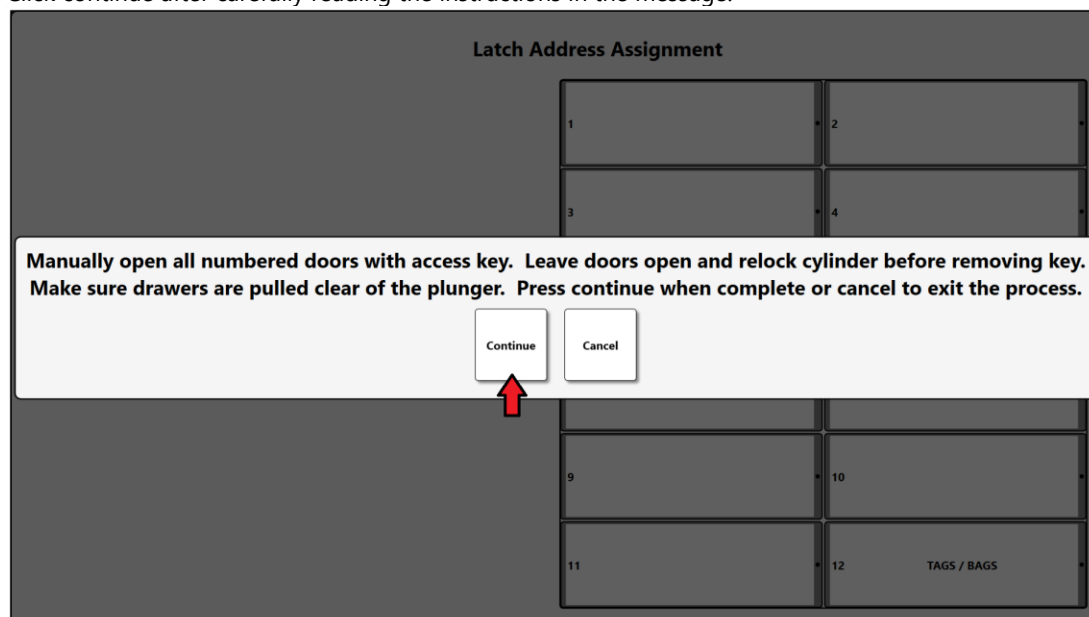 Click continue after carefully reading the instructions in the message.
Latch Address Assignment
1
2
3
4
Manually open all numbered doors with access key.  Leave doors open and relock cylinder before removing key.
Make sure drawers are pulled clear of the plunger.  Press continue when complete or cancel to exit the process.
Continue
Cancel
9
10
11
12
TAGS / BAGS